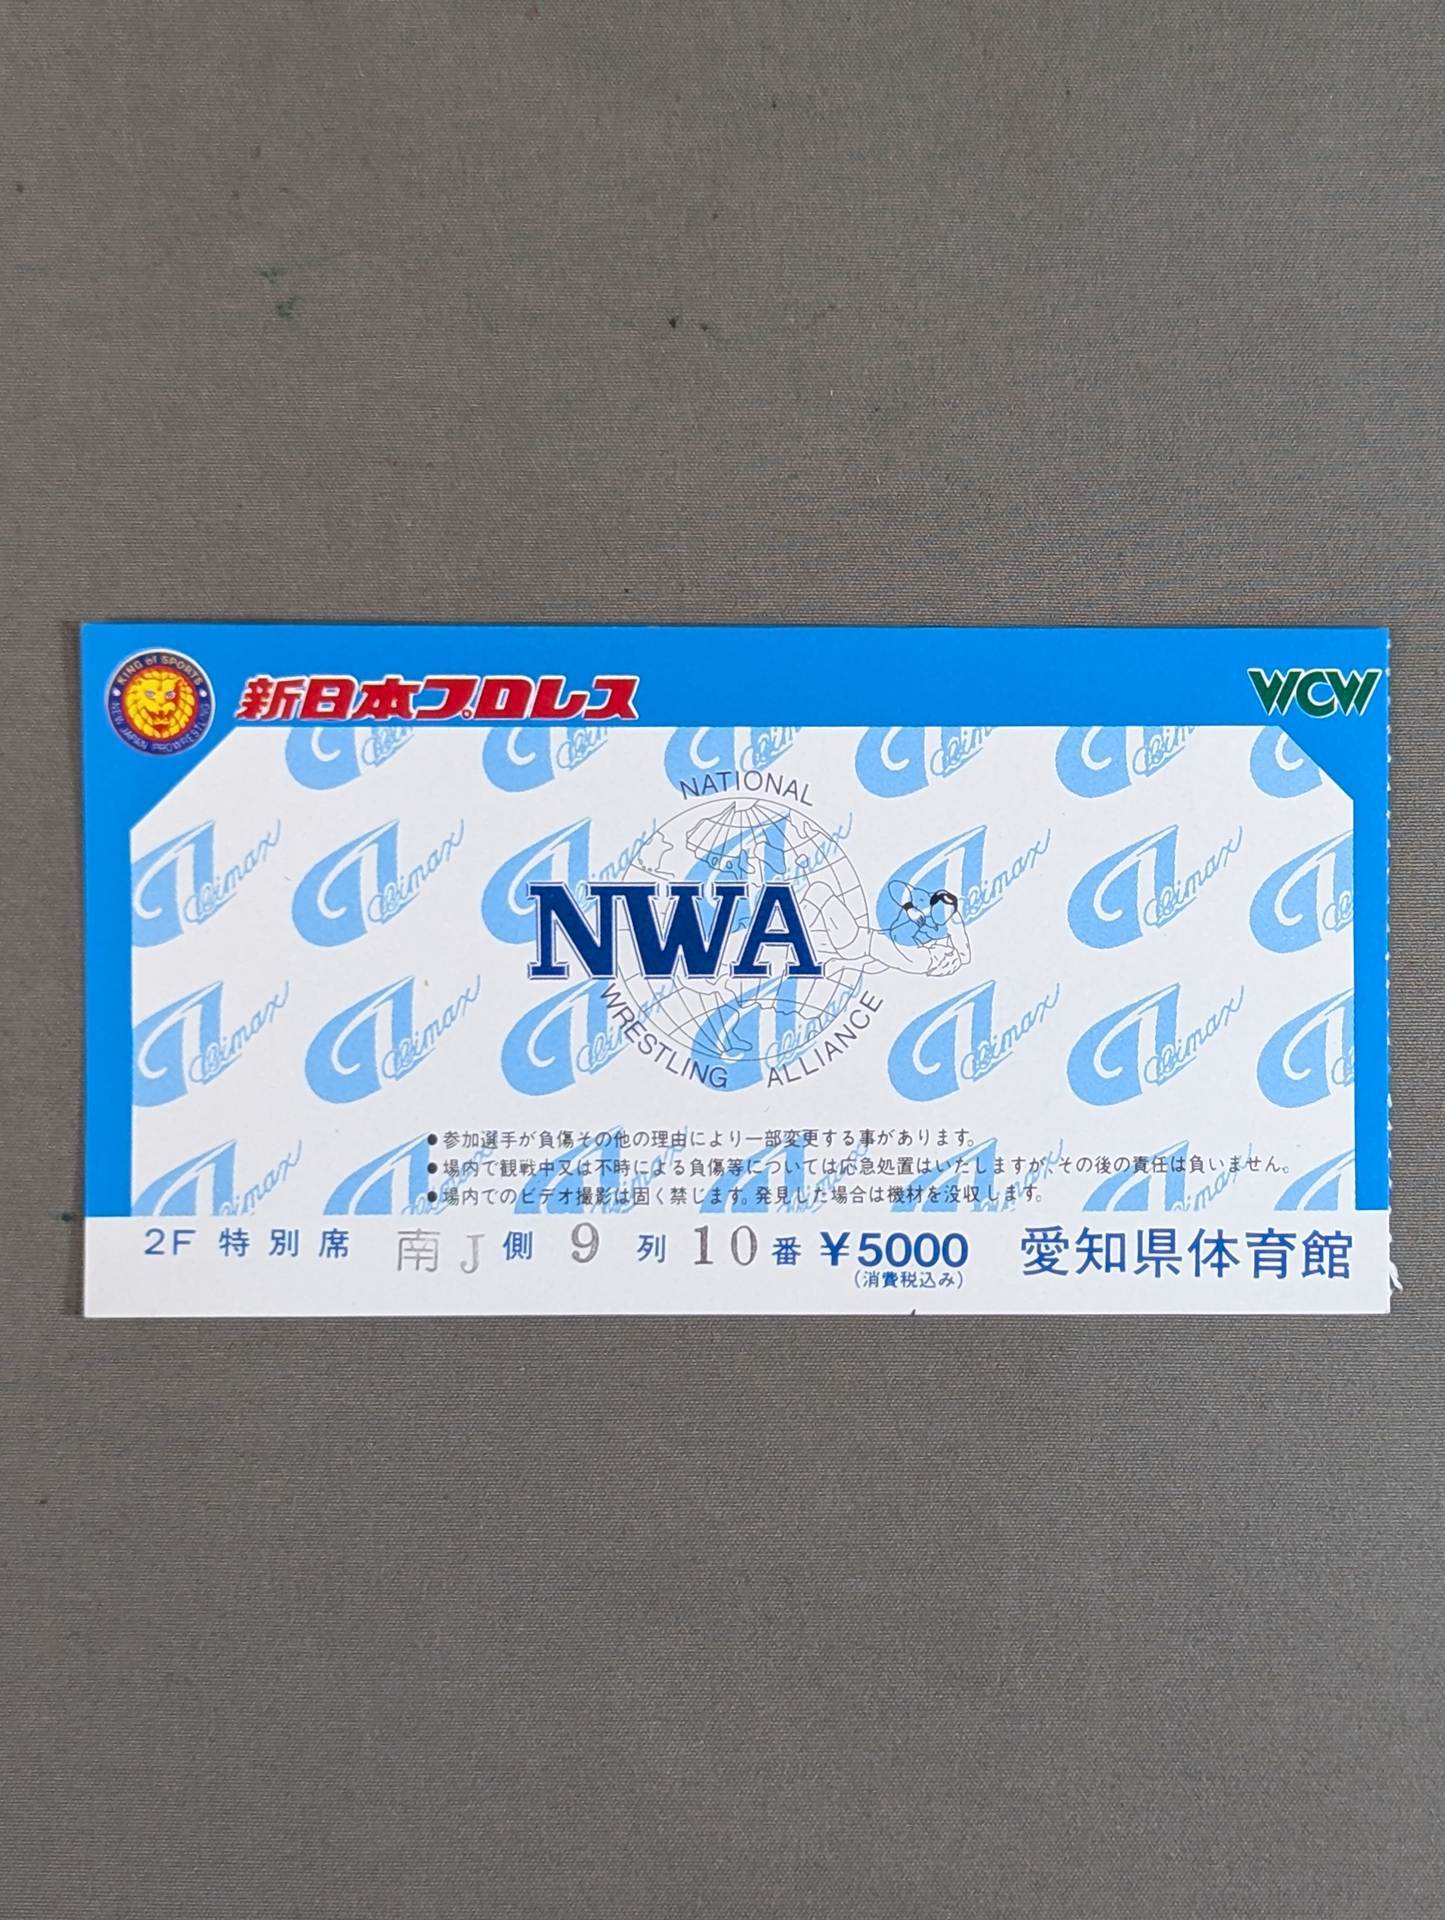 KING of SPORTS
NEW JAPAN PROWRESTLING
新日本プロレス
WCW
NATIONAL
NWA
WRESTLING ALLIANCE
●参加選手が負傷その他の理由により一部変更する事があります。
●場内で観戦中又は不時による負傷等については応急処置はいたしますが、その後の責任は負いません。
●場内でのビデオ撮影は固く禁じます。発見した場合は機材を没収します。
2F 特別席 南J側 9列 10番 ¥5000 愛知県体育館
(消費税込み)